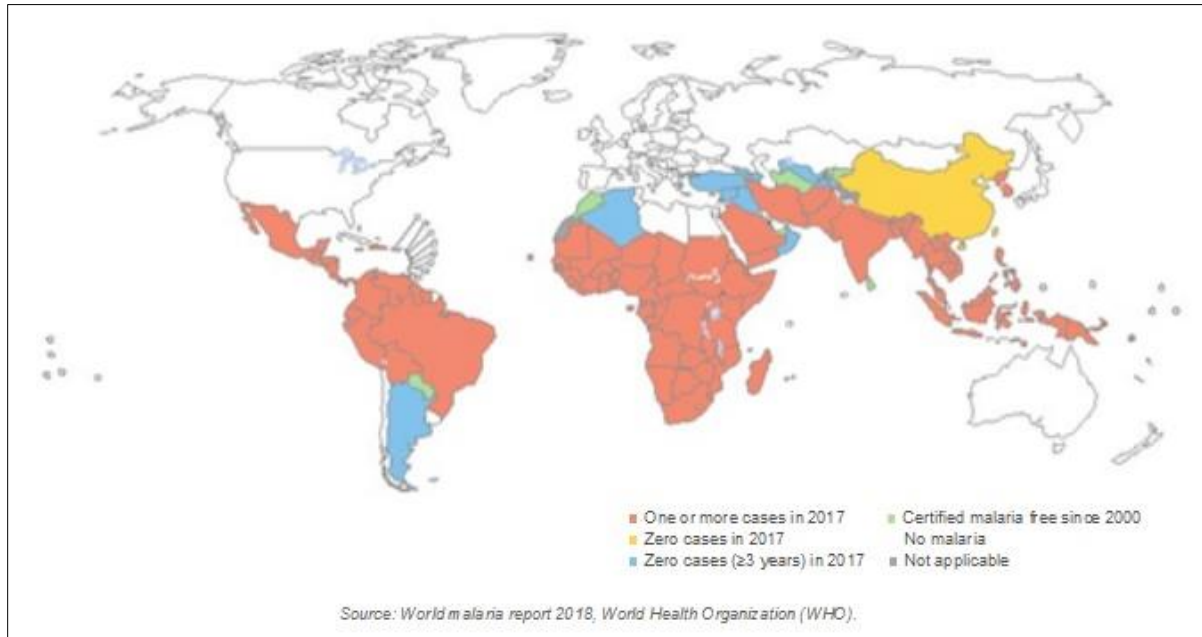 One or more cases in 2017
Zero cases in 2017
Zero cases (≥3 years) in 2017
Certified malaria free since 2000
No malaria
Not applicable
Source: World malaria report 2018, World Health Organization (WHO).